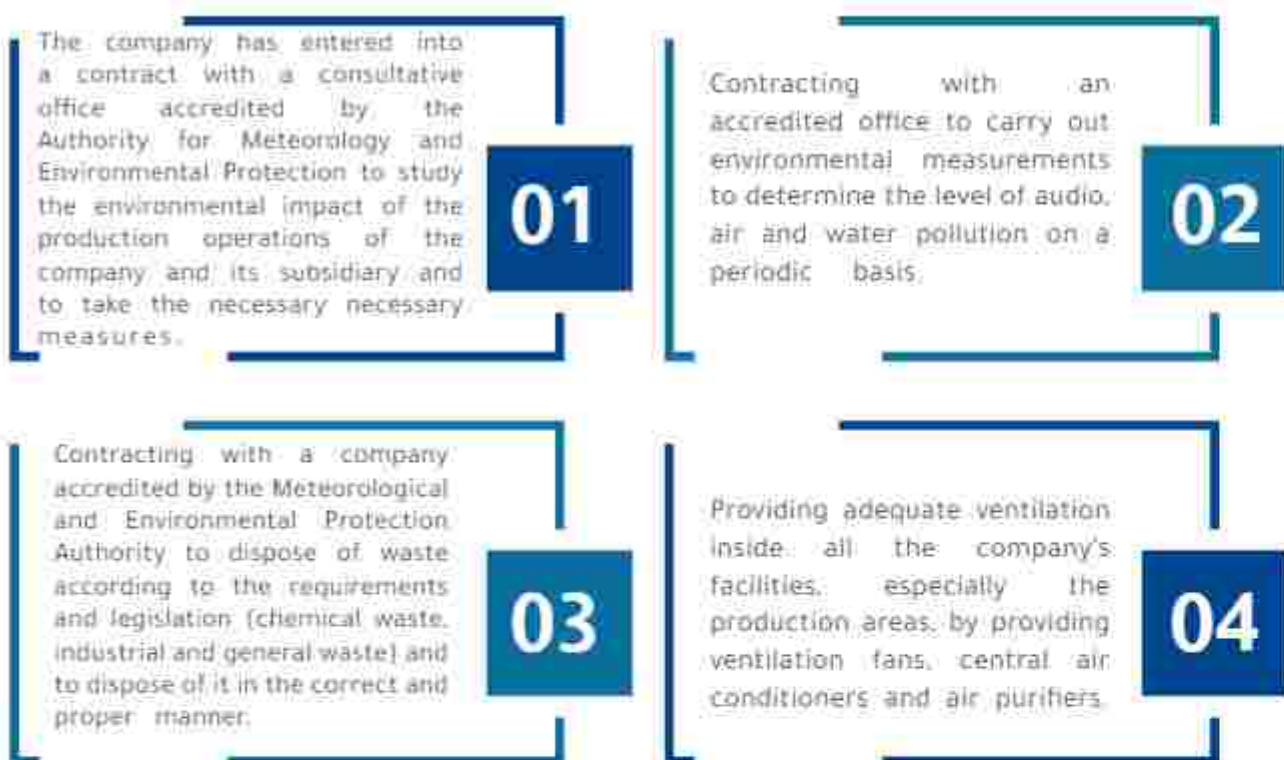 The company has entered into
a contract with a consultative
office accredited by the
Authority for Meteorology and
Environmental Protection to study
the environmental impact of the
production operations of the
company and its subsidiary and
to take the necessary necessary
measures.
01
Contracting with an
accredited office to carry out
environmental measurements
to determine the level of audio,
air and water pollution on a
periodic basis.
02
Contracting with a company
accredited by the Meteorological
and Environmental Protection
Authority to dispose of waste
according to the requirements
and legislation (chemical waste,
industrial and general waste) and
to dispose of it in the correct and
proper manner.
03
Providing adequate ventilation
inside all the company's
facilities, especially the
production areas, by providing
ventilation fans, central air
conditioners and air purifiers.
04